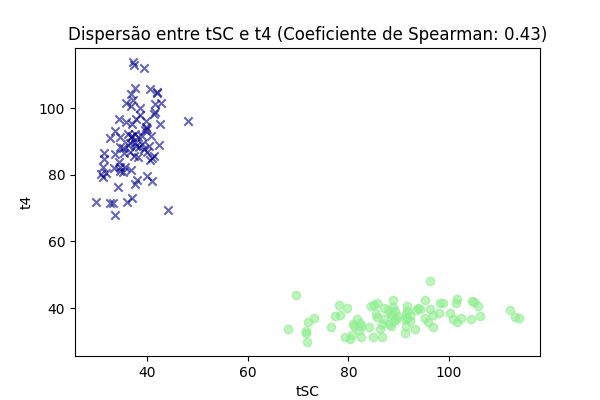 Dispersão entre tSC e t4 (Coeficiente de Spearman: 0.43)
100
80
60
40
t4
40 60 80 100
tSC